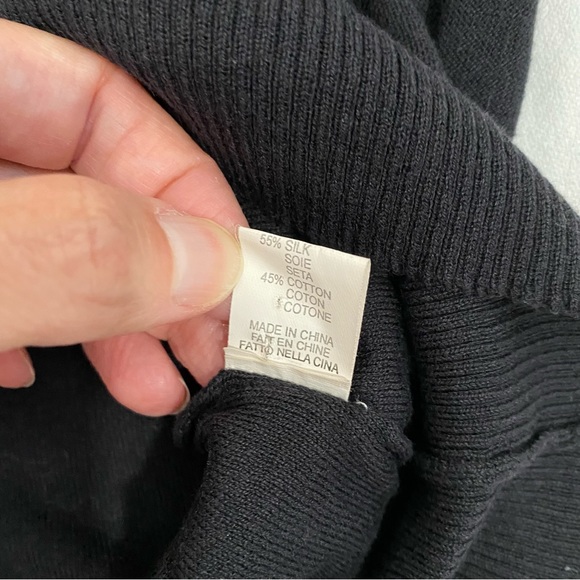 55% SILK
SOIE
SETA
45% COTTON
COTON
COTONE
MADE IN CHINA
FAIT EN CHINE
FATTO NELLA CINA